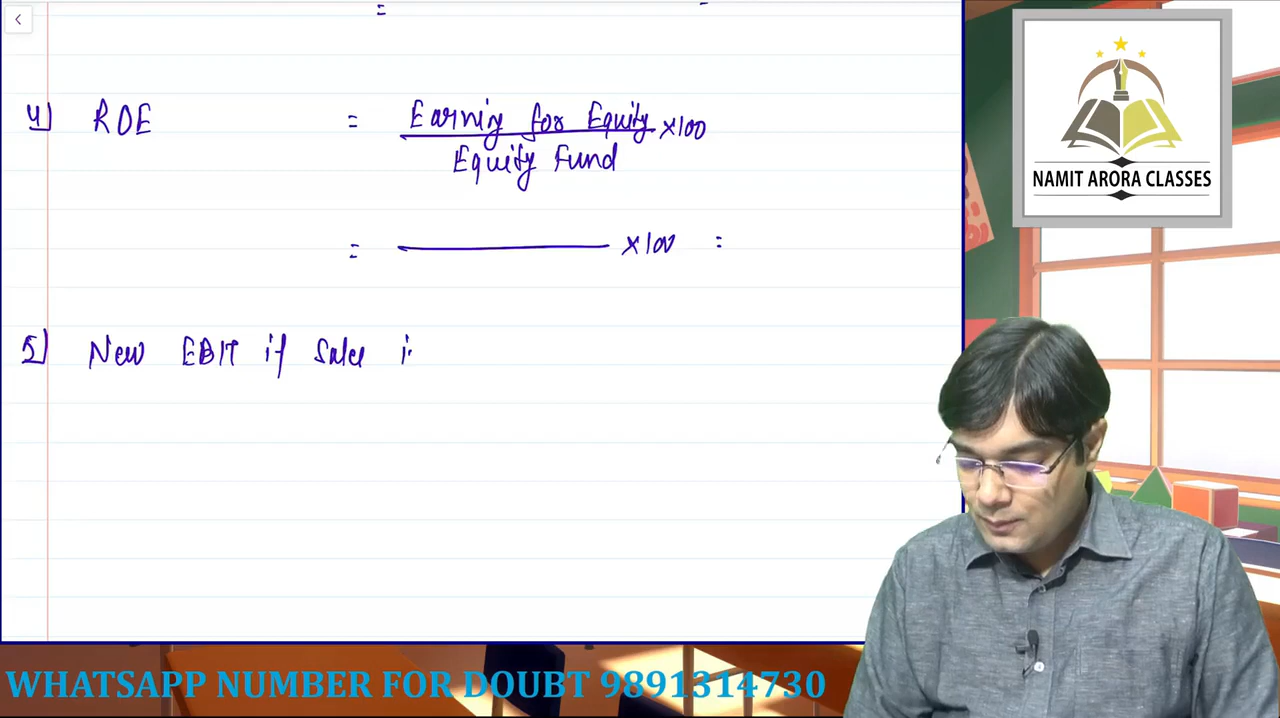 =
4) ROE = Earning for Equity ×100
Equity Fund
= ×100 =
5) New EBIT if Sales i
NAMIT ARORA CLASSES
WHATSAPP NUMBER FOR DOUBT 9891314730